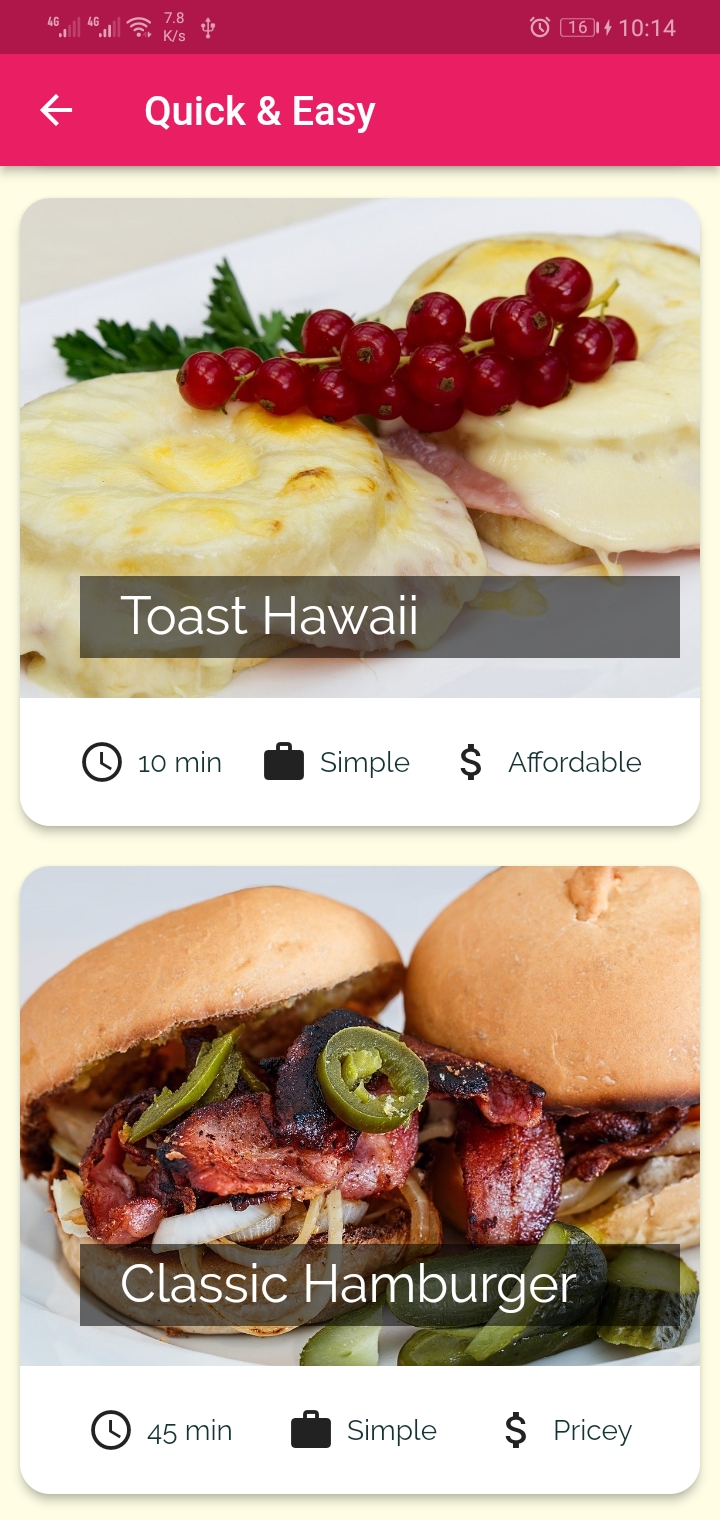 4G 4G 7.8 K/s 16 10:14
Quick & Easy
Toast Hawaii
10 min Simple $ Affordable
Classic Hamburger
45 min Simple $ Pricey